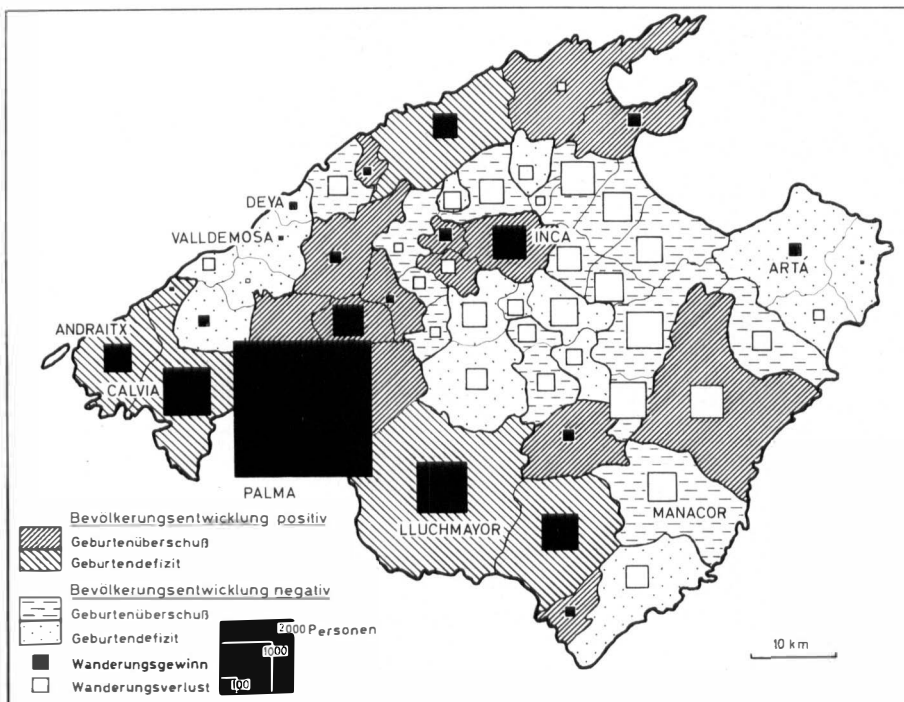 DEYA
VALLDEMOSA
INCA
ARTÁ
ANDRAITX
CALVIA
PALMA
LLUCHMAYOR
MANACOR
Bevölkerungsentwicklung positiv
Geburtenüberschuß
Geburtendefizit
Bevölkerungsentwicklung negativ
Geburtenüberschuß
Geburtendefizit
Wanderungsgewinn
Wanderungsverlust
2000 Personen
1000
100
10 km